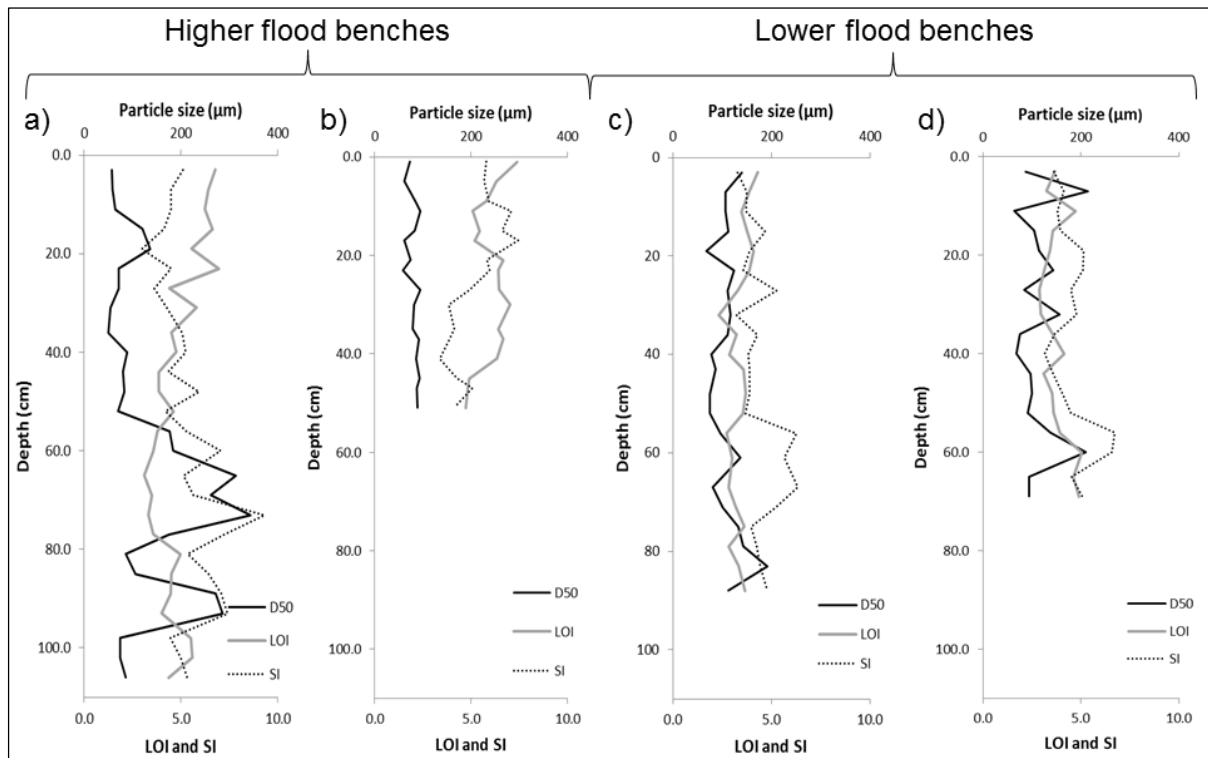 Higher flood benches
Lower flood benches
a)
Particle size (µm)
0 200 400
0.0
20.0
40.0
60.0
80.0
100.0
Depth (cm)
D50
LOI
SI
0.0 5.0 10.0
LOI and SI
b)
Particle size (µm)
0 200 400
0.0
20.0
40.0
60.0
80.0
100.0
Depth (cm)
D50
LOI
SI
0.0 5.0 10.0
LOI and SI
c)
Particle size (µm)
0 200 400
0
20
40
60
80
100
Depth (cm)
D50
LOI
SI
0.0 5.0 10.0
LOI and SI
d)
Particle size (µm)
0 200 400
0.0
20.0
40.0
60.0
80.0
100.0
Depth (cm)
D50
LOI
SI
0.0 5.0 10.0
LOI and SI